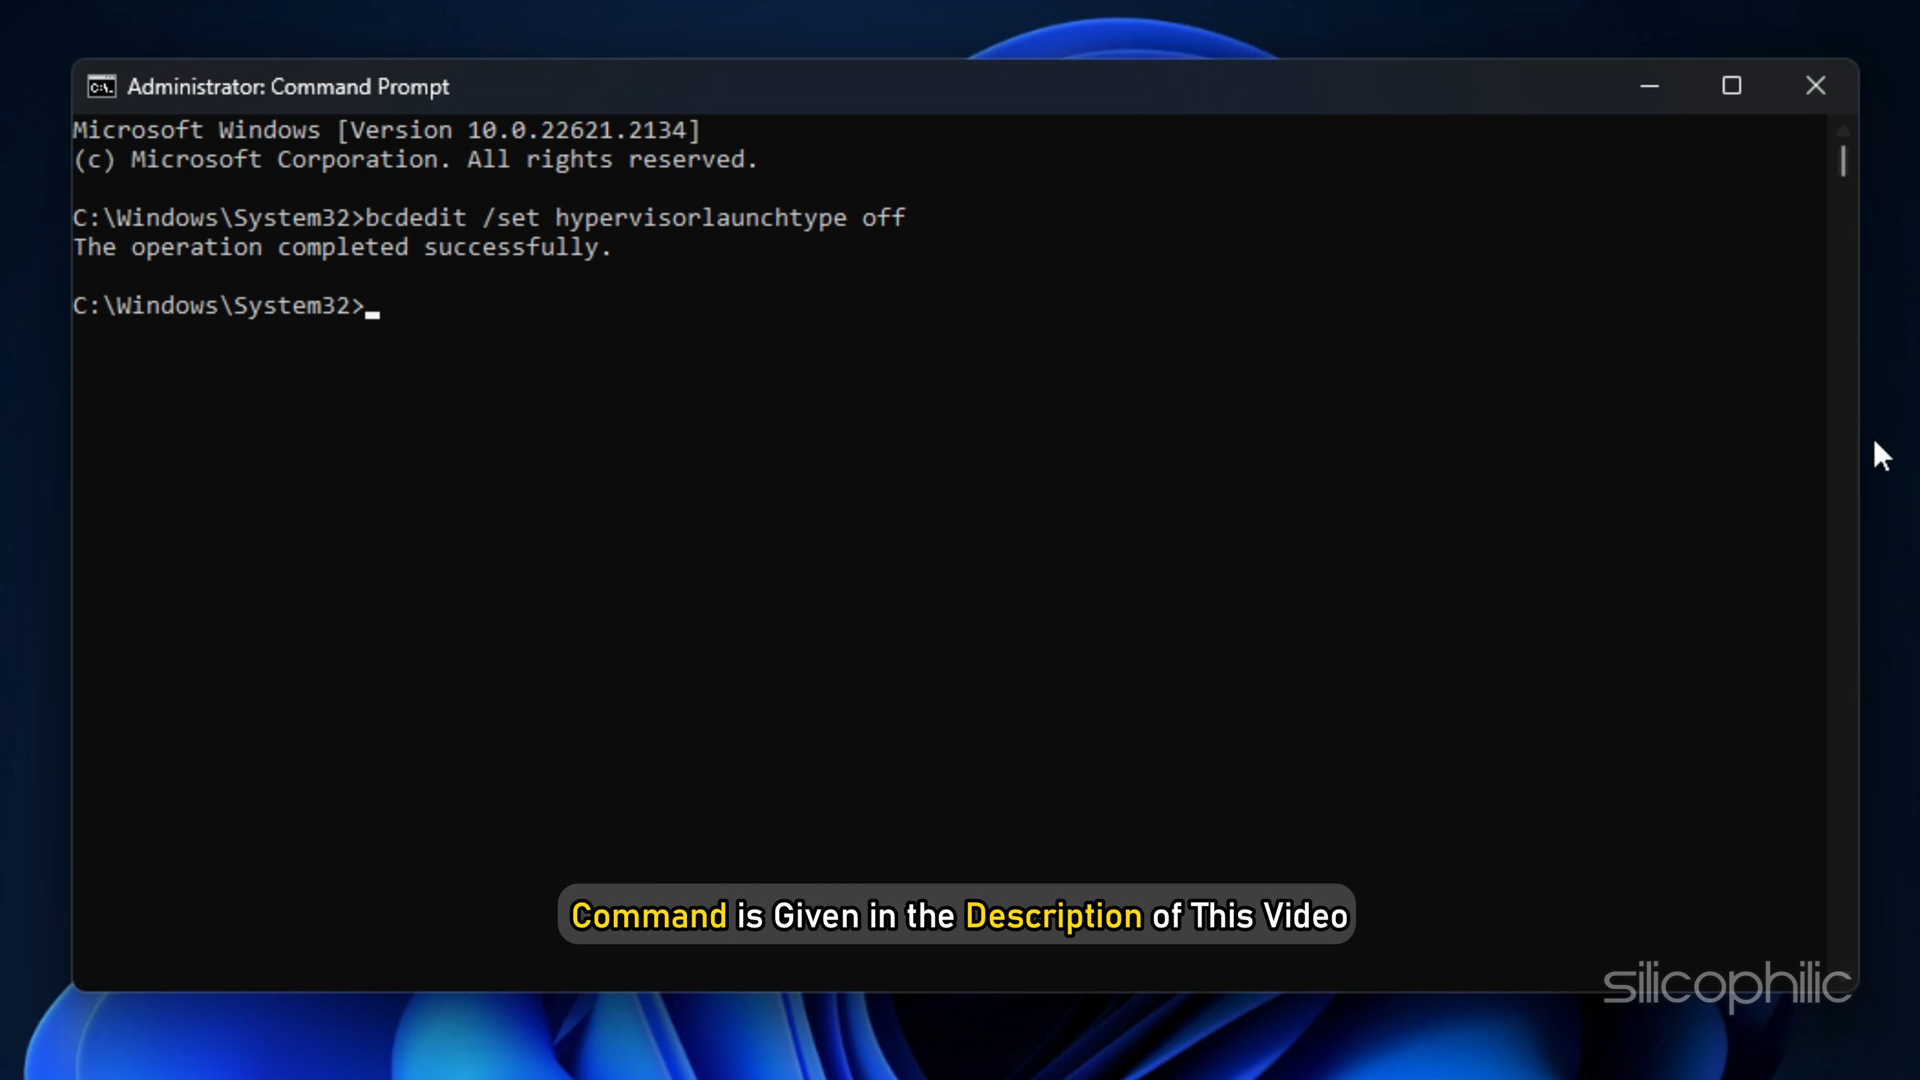 Administrator: Command Prompt
Microsoft Windows [Version 10.0.22621.2134]
(c) Microsoft Corporation. All rights reserved.
C:\Windows\System32>bcdedit /set hypervisorlaunchtype off
The operation completed successfully.
C:\Windows\System32>
Command is Given in the Description of This Video
silicophilic